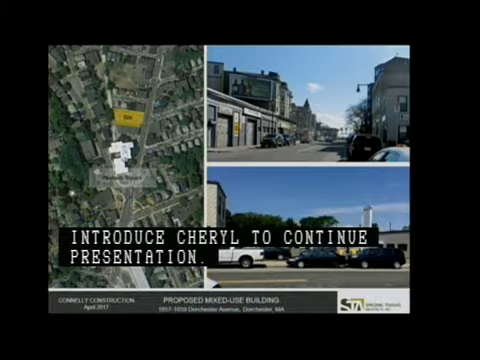 INTRODUCE CHERYL TO CONTINUE
PRESENTATION.
CONNELLY CONSTRUCTION
April 2017
PROPOSED MIXED-USE BUILDING
1857-1859 Dorchester Avenue, Dorchester, MA